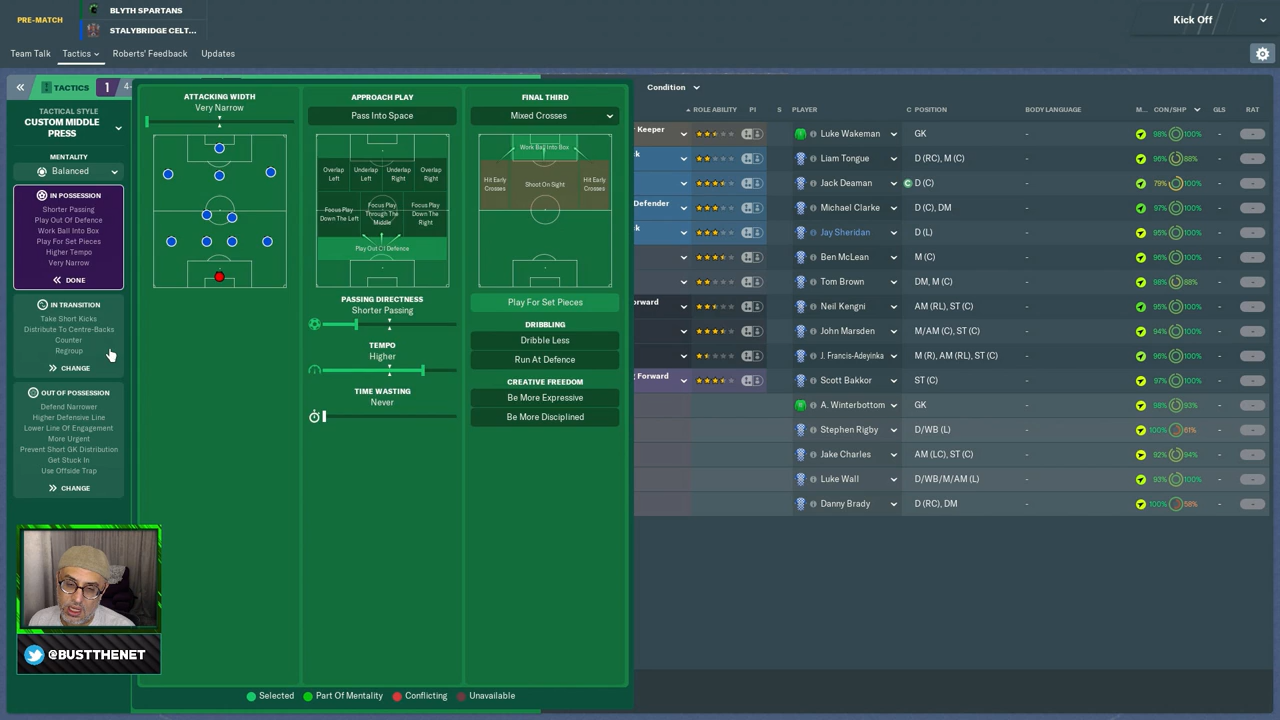 PRE-MATCH
BLYTH SPARTANS
STALYBRIDGE CELT...
Kick Off
Team Talk
Tactics
Roberts' Feedback
Updates
TACTICS
1
4-
TACTICAL STYLE
CUSTOM MIDDLE
PRESS
MENTALITY
Balanced
IN POSSESSION
Shorter Passing
Play Out Of Defence
Work Ball Into Box
Play For Set Pieces
Higher Tempo
Very Narrow
DONE
IN TRANSITION
Take Short Kicks
Distribute To Centre-Backs
Counter
Regroup
CHANGE
OUT OF POSSESSION
Defend Narrower
Higher Defensive Line
Lower Line Of Engagement
More Urgent
Prevent Short GK Distribution
Get Stuck In
Use Offside Trap
CHANGE
@BUSTTHENET
ATTACKING WIDTH
Very Narrow
APPROACH PLAY
Pass Into Space
Overlap Left
Underlap Left
Underlap Right
Overlap Right
Focus Play Down The Left
Focus Play Through The Middle
Focus Play Down The Right
Play Out Of Defence
PASSING DIRECTNESS
Shorter Passing
TEMPO
Higher
TIME WASTING
Never
FINAL THIRD
Mixed Crosses
Work Ball Into Box
Hit Early Crosses
Shoot On Sight
Hit Early Crosses
Play For Set Pieces
DRIBBLING
Dribble Less
Run At Defence
CREATIVE FREEDOM
Be More Expressive
Be More Disciplined
Selected
Part Of Mentality
Conflicting
Unavailable
Condition
ROLE ABILITY PI PLAYER C POSITION BODY LANGUAGE M... CON/SHP GLS RAT
Keeper Luke Wakeman GK - 98% 100% - -
ck Liam Tongue D (RC), M (C) - 96% 88% - -
Jack Deaman C D (C) - 79% 100% - -
Defender Michael Clarke D (C), DM - 97% 100% - -
ck Jay Sheridan D (L) - 95% 100% - -
Ben McLean M (C) - 96% 88% - -
Tom Brown DM, M (C) - 96% 100% - -
orward Neil Kengni AM (RL), ST (C) - 95% 100% - -
John Marsden M/AM (C), ST (C) - 94% 100% - -
J. Francis-Adeyinka M (R), AM (RL), ST (C) - 96% 100% - -
g Forward Scott Bakkor ST (C) - 97% 100% - -
A. Winterbottom GK - 98% 93% - -
Stephen Rigby D/WB (L) - 100% 61% - -
Jake Charles AM (LC), ST (C) - 92% 94% - -
Luke Wall D/WB/M/AM (L) - 93% 100% - -
Danny Brady D (RC), DM - 100% 58% - -